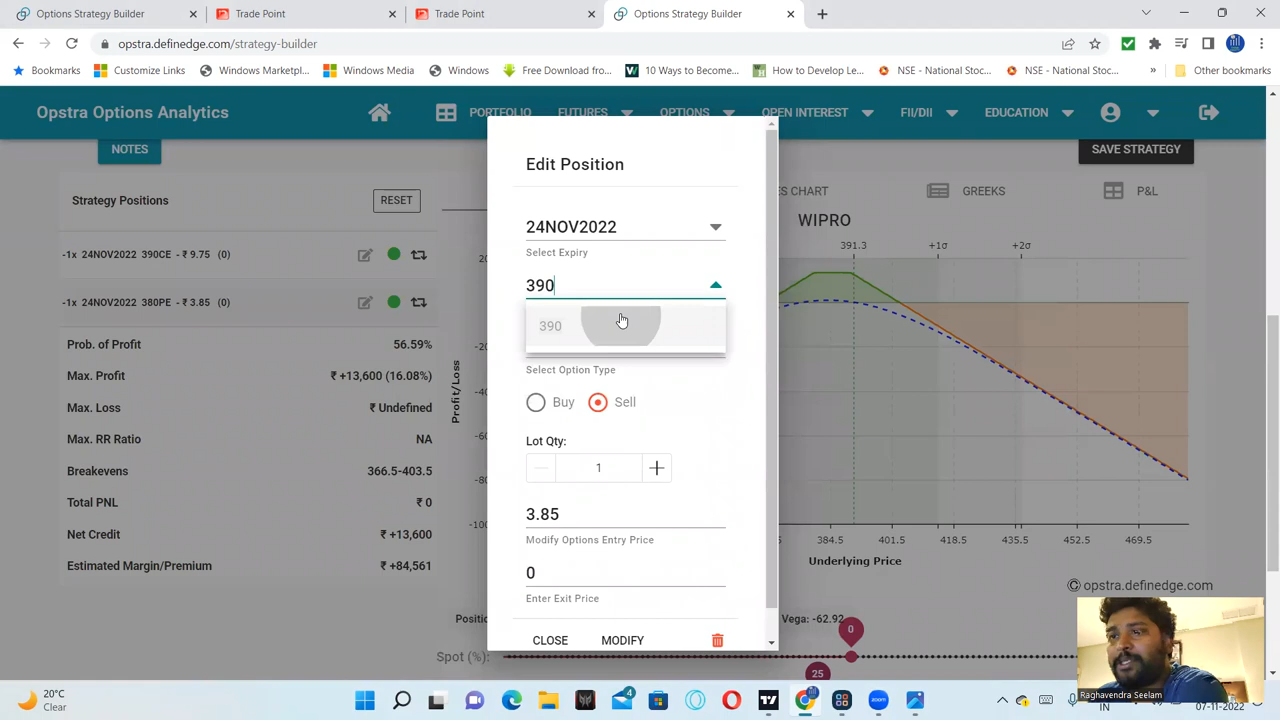 Options Strategy Builder
Trade Point
Trade Point
Options Strategy Builder
opstra.definedge.com/strategy-builder
Bookmarks
Customize Links
Windows Marketpl...
Windows Media
Windows
Free Download fro...
10 Ways to Become...
How to Develop Le...
NSE - National Stoc...
NSE - National Stoc...
»
Other bookmarks
Opstra Options Analytics
PORTFOLIO
FUTURES
OPTIONS
OPEN INTEREST
FII/DII
EDUCATION
NOTES
SAVE STRATEGY
Strategy Positions
RESET
-1x 24NOV2022 390CE - ₹ 9.75 (0)
-1x 24NOV2022 380PE - ₹ 3.85 (0)
Prob. of Profit 56.59%
Max. Profit ₹ +13,600 (16.08%)
Max. Loss ₹ Undefined
Max. RR Ratio NA
Breakevens 366.5-403.5
Total PNL ₹ 0
Net Credit ₹ +13,600
Estimated Margin/Premium ₹ +84,561
Edit Position
24NOV2022
Select Expiry
390
390
Select Option Type
Buy
Sell
Lot Qty:
1
3.85
Modify Options Entry Price
0
Enter Exit Price
CLOSE
MODIFY
S CHART
GREEKS
P&L
WIPRO
391.3
+1σ
+2σ
Profit/Loss
-100
384.5
401.5
418.5
435.5
452.5
469.5
Underlying Price
© opstra.definedge.com
Positio
Vega: -62.92
Spot (%):
0
25
Raghavendra Seelam
20°C
Clear
4
IN
07-11-2022